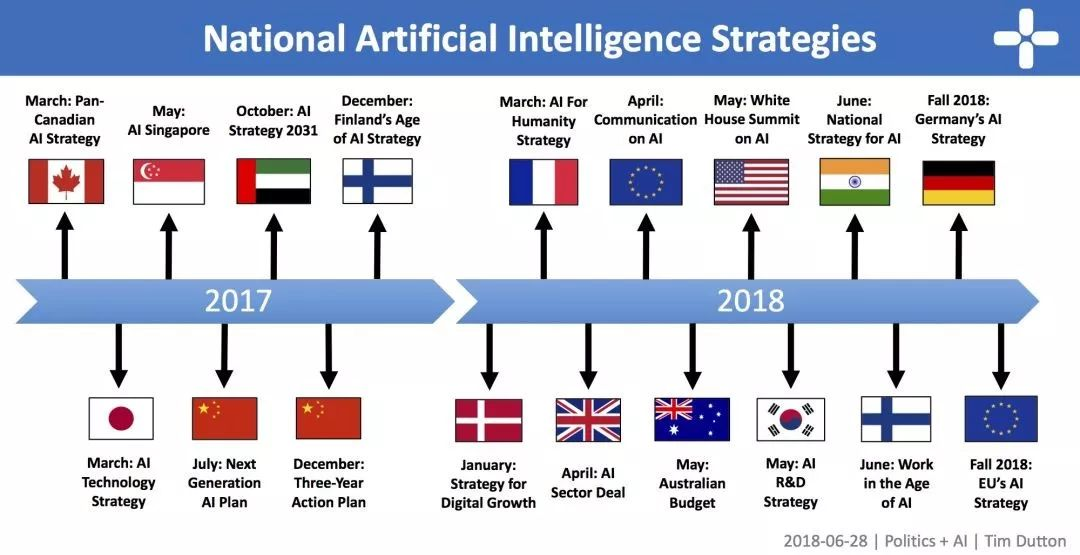 National Artificial Intelligence Strategies
March: Pan-
Canadian
AI Strategy
May:
AI Singapore
October: AI
Strategy 2031
December:
Finland's Age
of AI Strategy
March: AI For
Humanity
Strategy
April:
Communication
on AI
May: White
House Summit
on AI
June:
National
Strategy for AI
Fall 2018:
Germany's AI
Strategy
2017
2018
March: AI
Technology
Strategy
July: Next
Generation
AI Plan
December:
Three-Year
Action Plan
January:
Strategy for
Digital Growth
April: AI
Sector Deal
May:
Australian
Budget
May: AI
R&D
Strategy
June: Work
in the Age
of AI
Fall 2018:
EU's AI
Strategy
2018-06-28 | Politics + AI | Tim Dutton